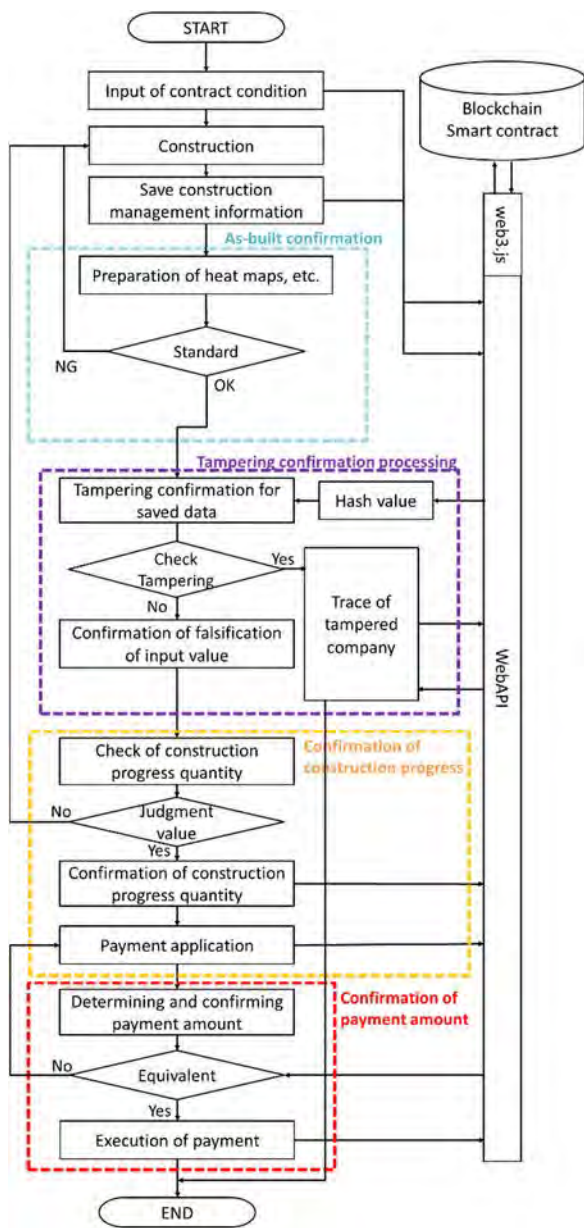 START
Input of contract condition
Blockchain
Smart contract
Construction
Save construction
management information
web3.js
As-built confirmation
Preparation of heat maps, etc.
Standard
NG
OK
Tampering confirmation processing
Tampering confirmation for
saved data
Hash value
Check
Tampering
Yes
No
Trace of
tampered
company
Confirmation of falsification
of input value
WebAPI
Check of construction
progress quantity
Confirmation of
construction progress
No
Judgment
value
Yes
Confirmation of construction
progress quantity
Payment application
Determining and confirming
payment amount
Confirmation of
payment amount
No
Equivalent
Yes
Execution of payment
END